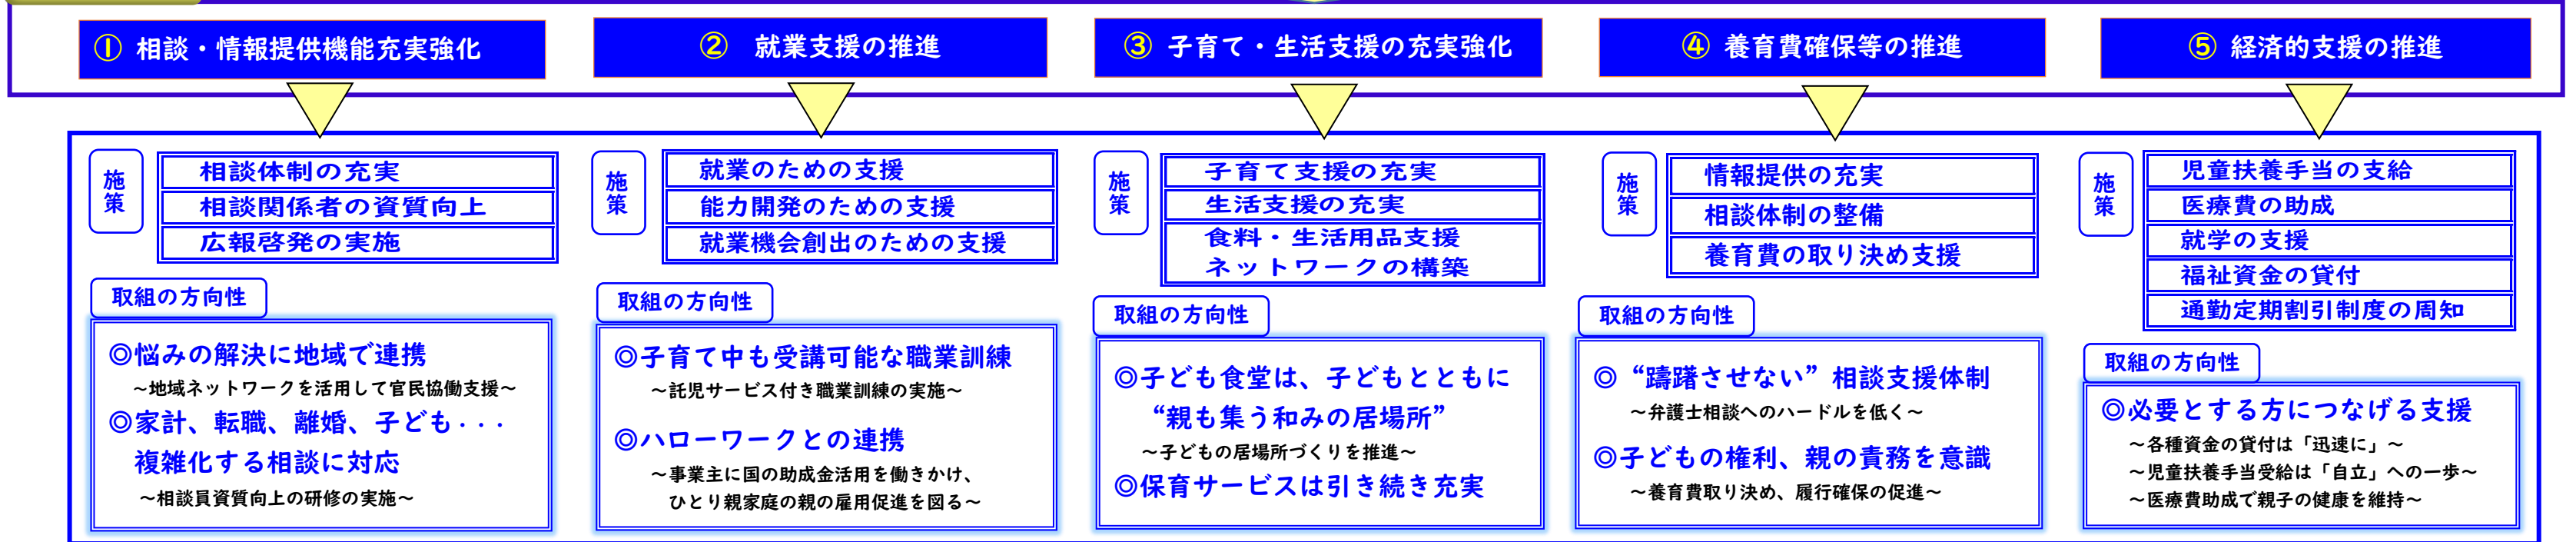 ① 相談・情報提供機能充実強化
② 就業支援の推進
③ 子育て・生活支援の充実強化
④ 養育費確保等の推進
⑤ 経済的支援の推進
施策
相談体制の充実
相談関係者の資質向上
広報啓発の実施
取組の方向性
◎悩みの解決に地域で連携
～地域ネットワークを活用して官民協働支援～
◎家計、転職、離婚、子ども・・・
複雑化する相談に対応
～相談員資質向上の研修の実施～
施策
就業のための支援
能力開発のための支援
就業機会創出のための支援
取組の方向性
◎子育て中も受講可能な職業訓練
～託児サービス付き職業訓練の実施～
◎ハローワークとの連携
～事業主に国の助成金活用を働きかけ、
ひとり親家庭の親の雇用促進を図る～
施策
子育て支援の充実
生活支援の充実
食料・生活用品支援
ネットワークの構築
取組の方向性
◎子ども食堂は、子どもとともに
“親も集う和みの居場所”
～子どもの居場所づくりを推進～
◎保育サービスは引き続き充実
施策
情報提供の充実
相談体制の整備
養育費の取り決め支援
取組の方向性
◎“躊躇させない”相談支援体制
～弁護士相談へのハードルを低く～
◎子どもの権利、親の責務を意識
～養育費取り決め、履行確保の促進～
施策
児童扶養手当の支給
医療費の助成
就学の支援
福祉資金の貸付
通勤定期割引制度の周知
取組の方向性
◎必要とする方につなげる支援
～各種資金の貸付は「迅速に」～
～児童扶養手当受給は「自立」への一歩～
～医療費助成で親子の健康を維持～